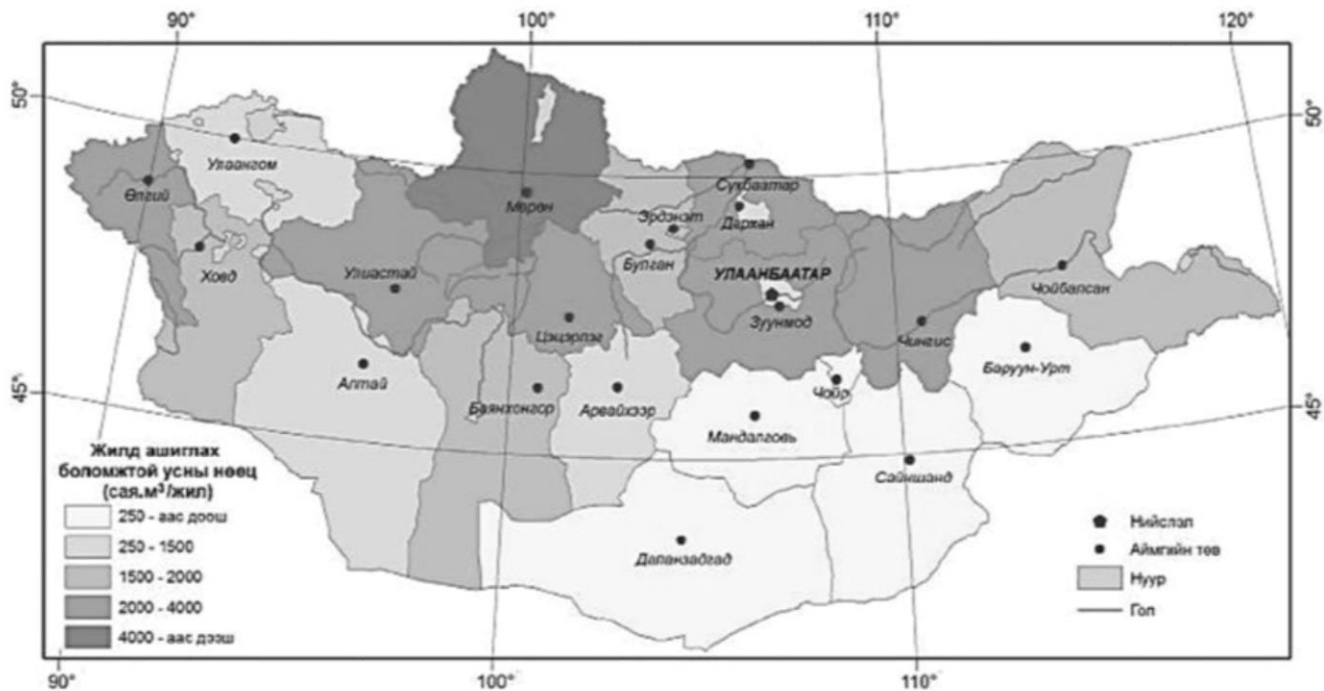 90°
100°
110°
120°
50°
50°
Улаангом
Өлгий
Мөрөн
Сүхбаатар
Эрдэнэт
Дархан
Ховд
Улиастай
Булган
УЛААНБААТАР
Чойбалсан
Цэцэрлэг
Зуунмод
Чингис
Баруун-Урт
Алтай
Чойр
45°
45°
Баянхонгор
Арвайхээр
Мандалговь
Сайншанд
Даланзадгад
Жилд ашиглах
боломжтой усны нөөц
(сая.м³/жил)
250 - аас доош
250 - 1500
1500 - 2000
2000 - 4000
4000 - аас дээш
Нийслэл
Аймгийн төв
Нуур
Гол
90°
100°
110°